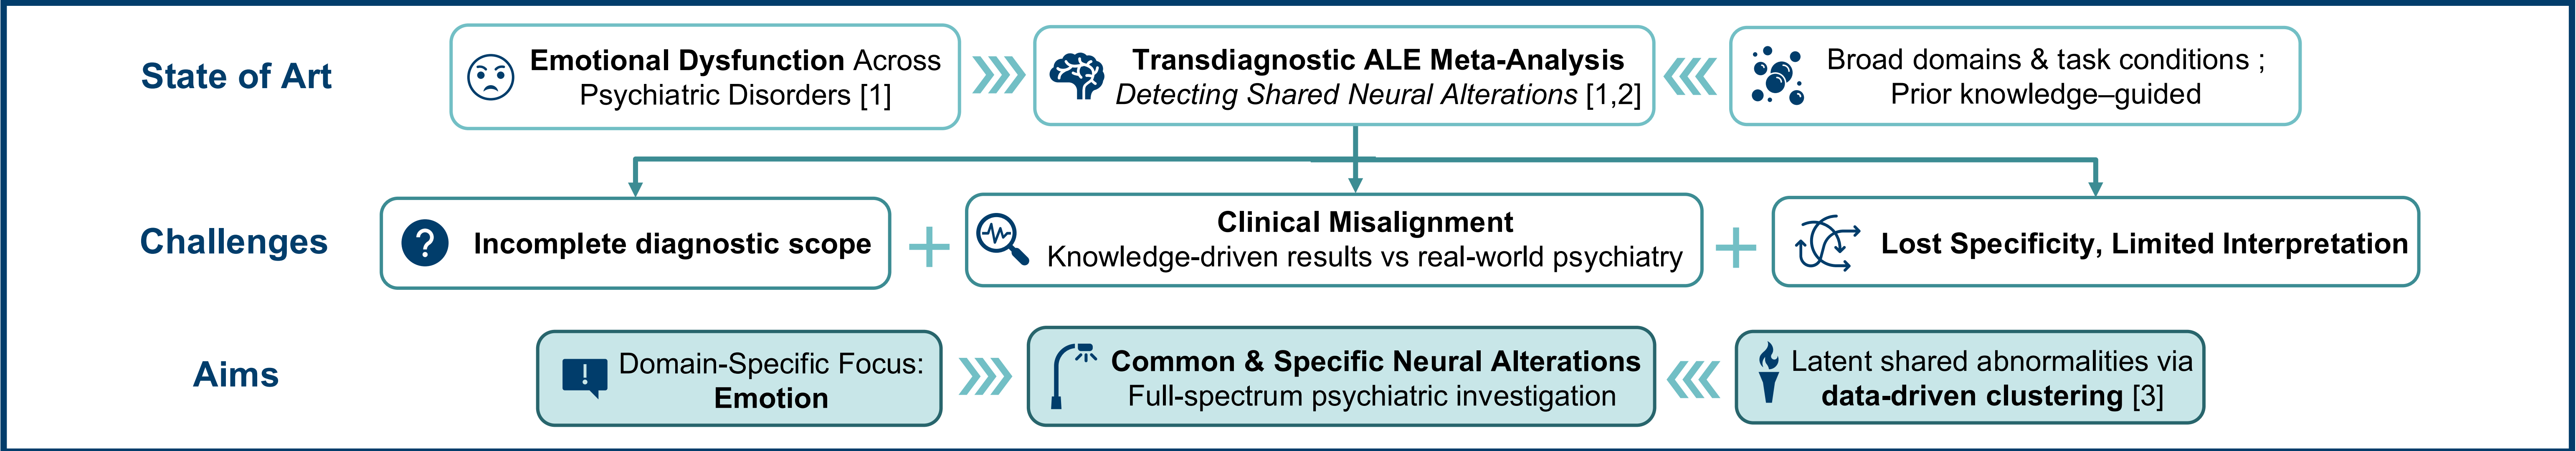 State of Art
Emotional Dysfunction Across
Psychiatric Disorders [1]
Transdiagnostic ALE Meta-Analysis
Detecting Shared Neural Alterations [1,2]
Broad domains & task conditions ;
Prior knowledge–guided
Challenges
?
Incomplete diagnostic scope
+
Clinical Misalignment
Knowledge-driven results vs real-world psychiatry
+
Lost Specificity, Limited Interpretation
Aims
!
Domain-Specific Focus:
Emotion
Common & Specific Neural Alterations
Full-spectrum psychiatric investigation
Latent shared abnormalities via
data-driven clustering [3]